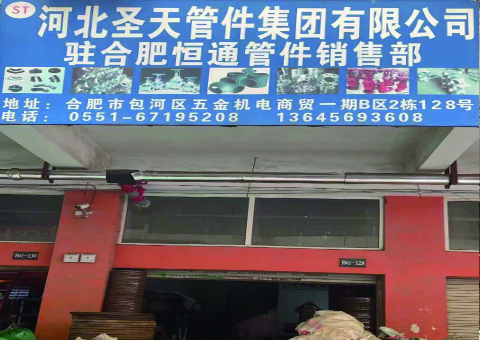 ST
河北圣天管件集团有限公司
驻合肥恒通管件销售部
地址：合肥市包河区五金机电商贸一期B区2栋128号
电话：0551-67195208 13645693608